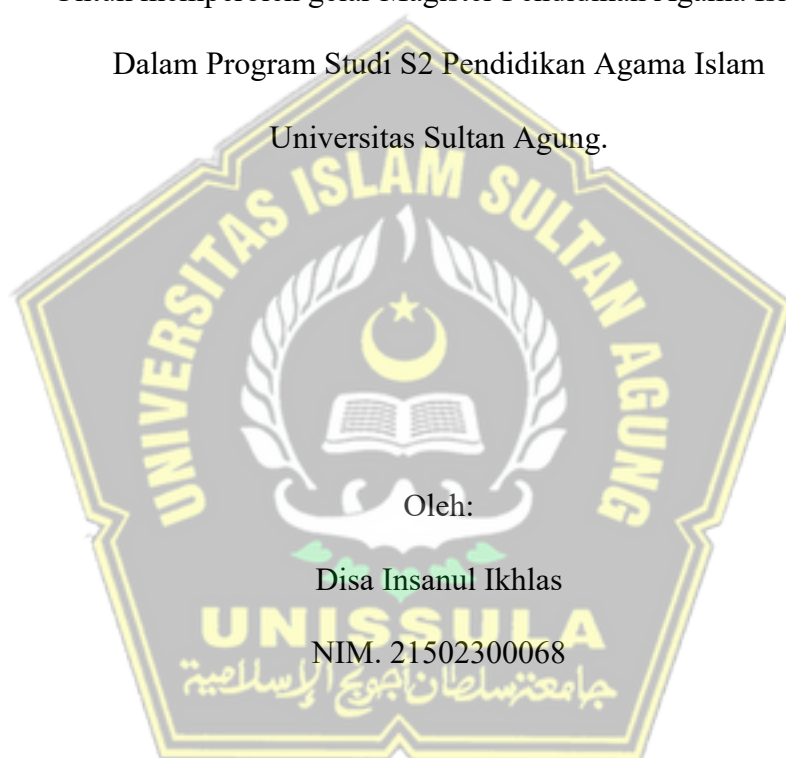 Dalam Program Studi S2 Pendidikan Agama Islam
Universitas Sultan Agung.
UNIVERSITAS ISLAM SULTAN AGUNG
Oleh:
Disa Insanul Ikhlas
UNISSULA
NIM. 21502300068
جامعة سلطان أجونج الإسلامية